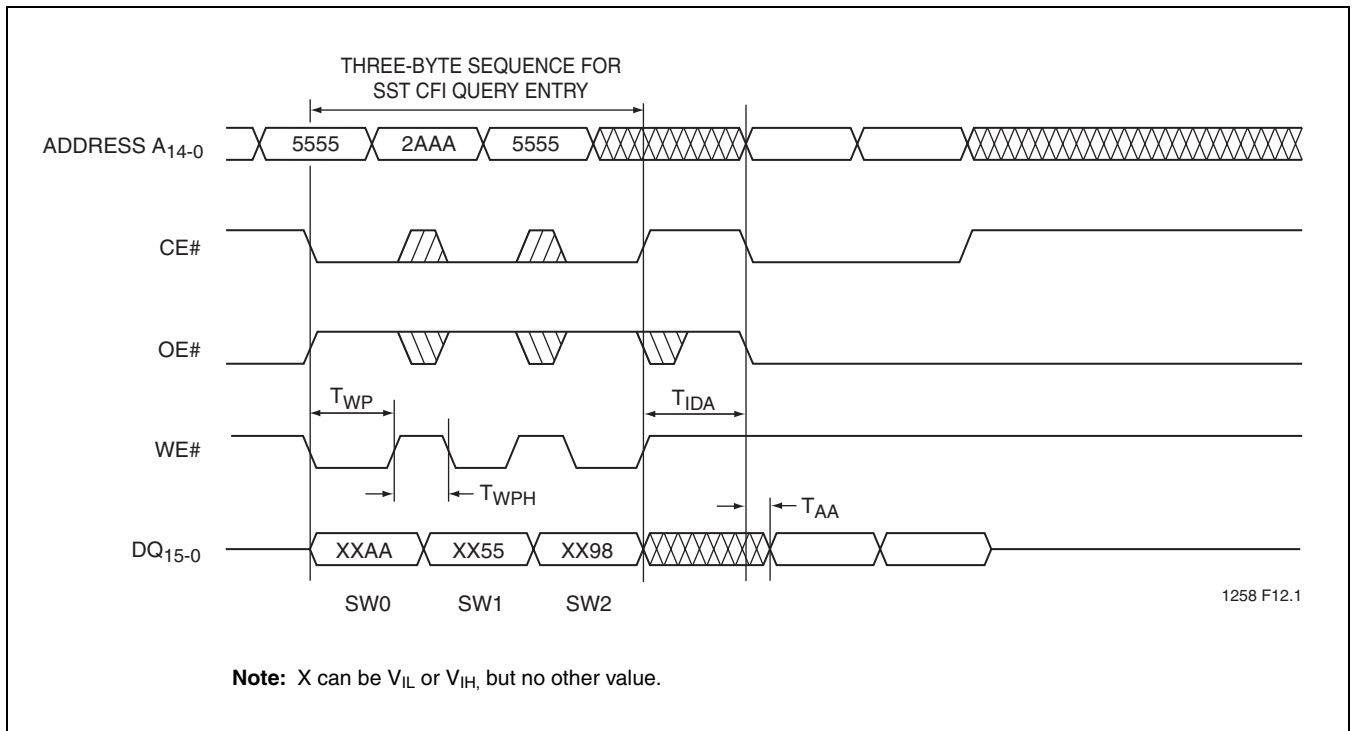 THREE-BYTE SEQUENCE FOR
SST CFI QUERY ENTRY
ADDRESS A14-0
5555
2AAA
5555
CE#
OE#
TWP
TIDA
WE#
TWPH
TAA
DQ15-0
XXAA
XX55
XX98
SW0
SW1
SW2
1258 F12.1
Note: X can be VIL or VIH, but no other value.